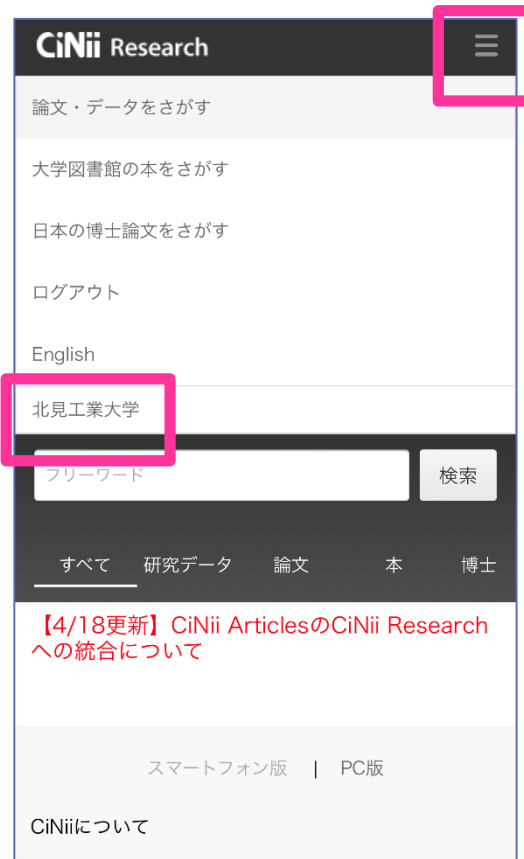 CiNii Research
論文・データをさがす
大学図書館の本をさがす
日本の博士論文をさがす
ログアウト
English
北見工業大学
フリーワード 検索
すべて 研究データ 論文 本 博士
【4/18更新】CiNii ArticlesのCiNii Research
への統合について
スマートフォン版 | PC版
CiNiiについて